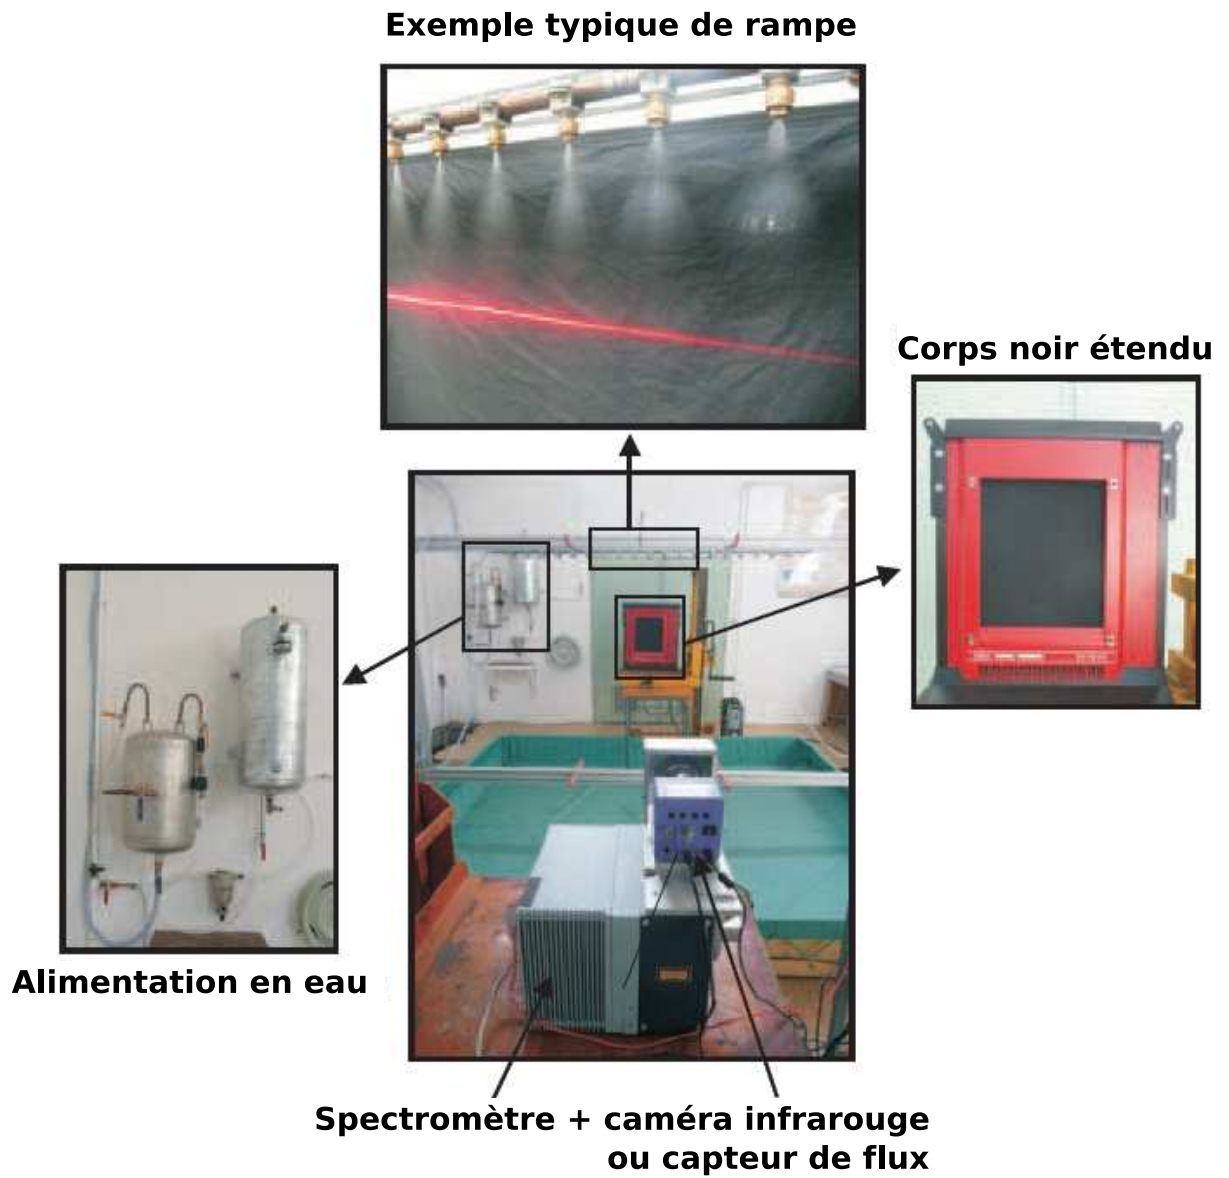 Exemple typique de rampe
Corps noir étendu
Alimentation en eau
Spectromètre + caméra infrarouge
ou capteur de flux